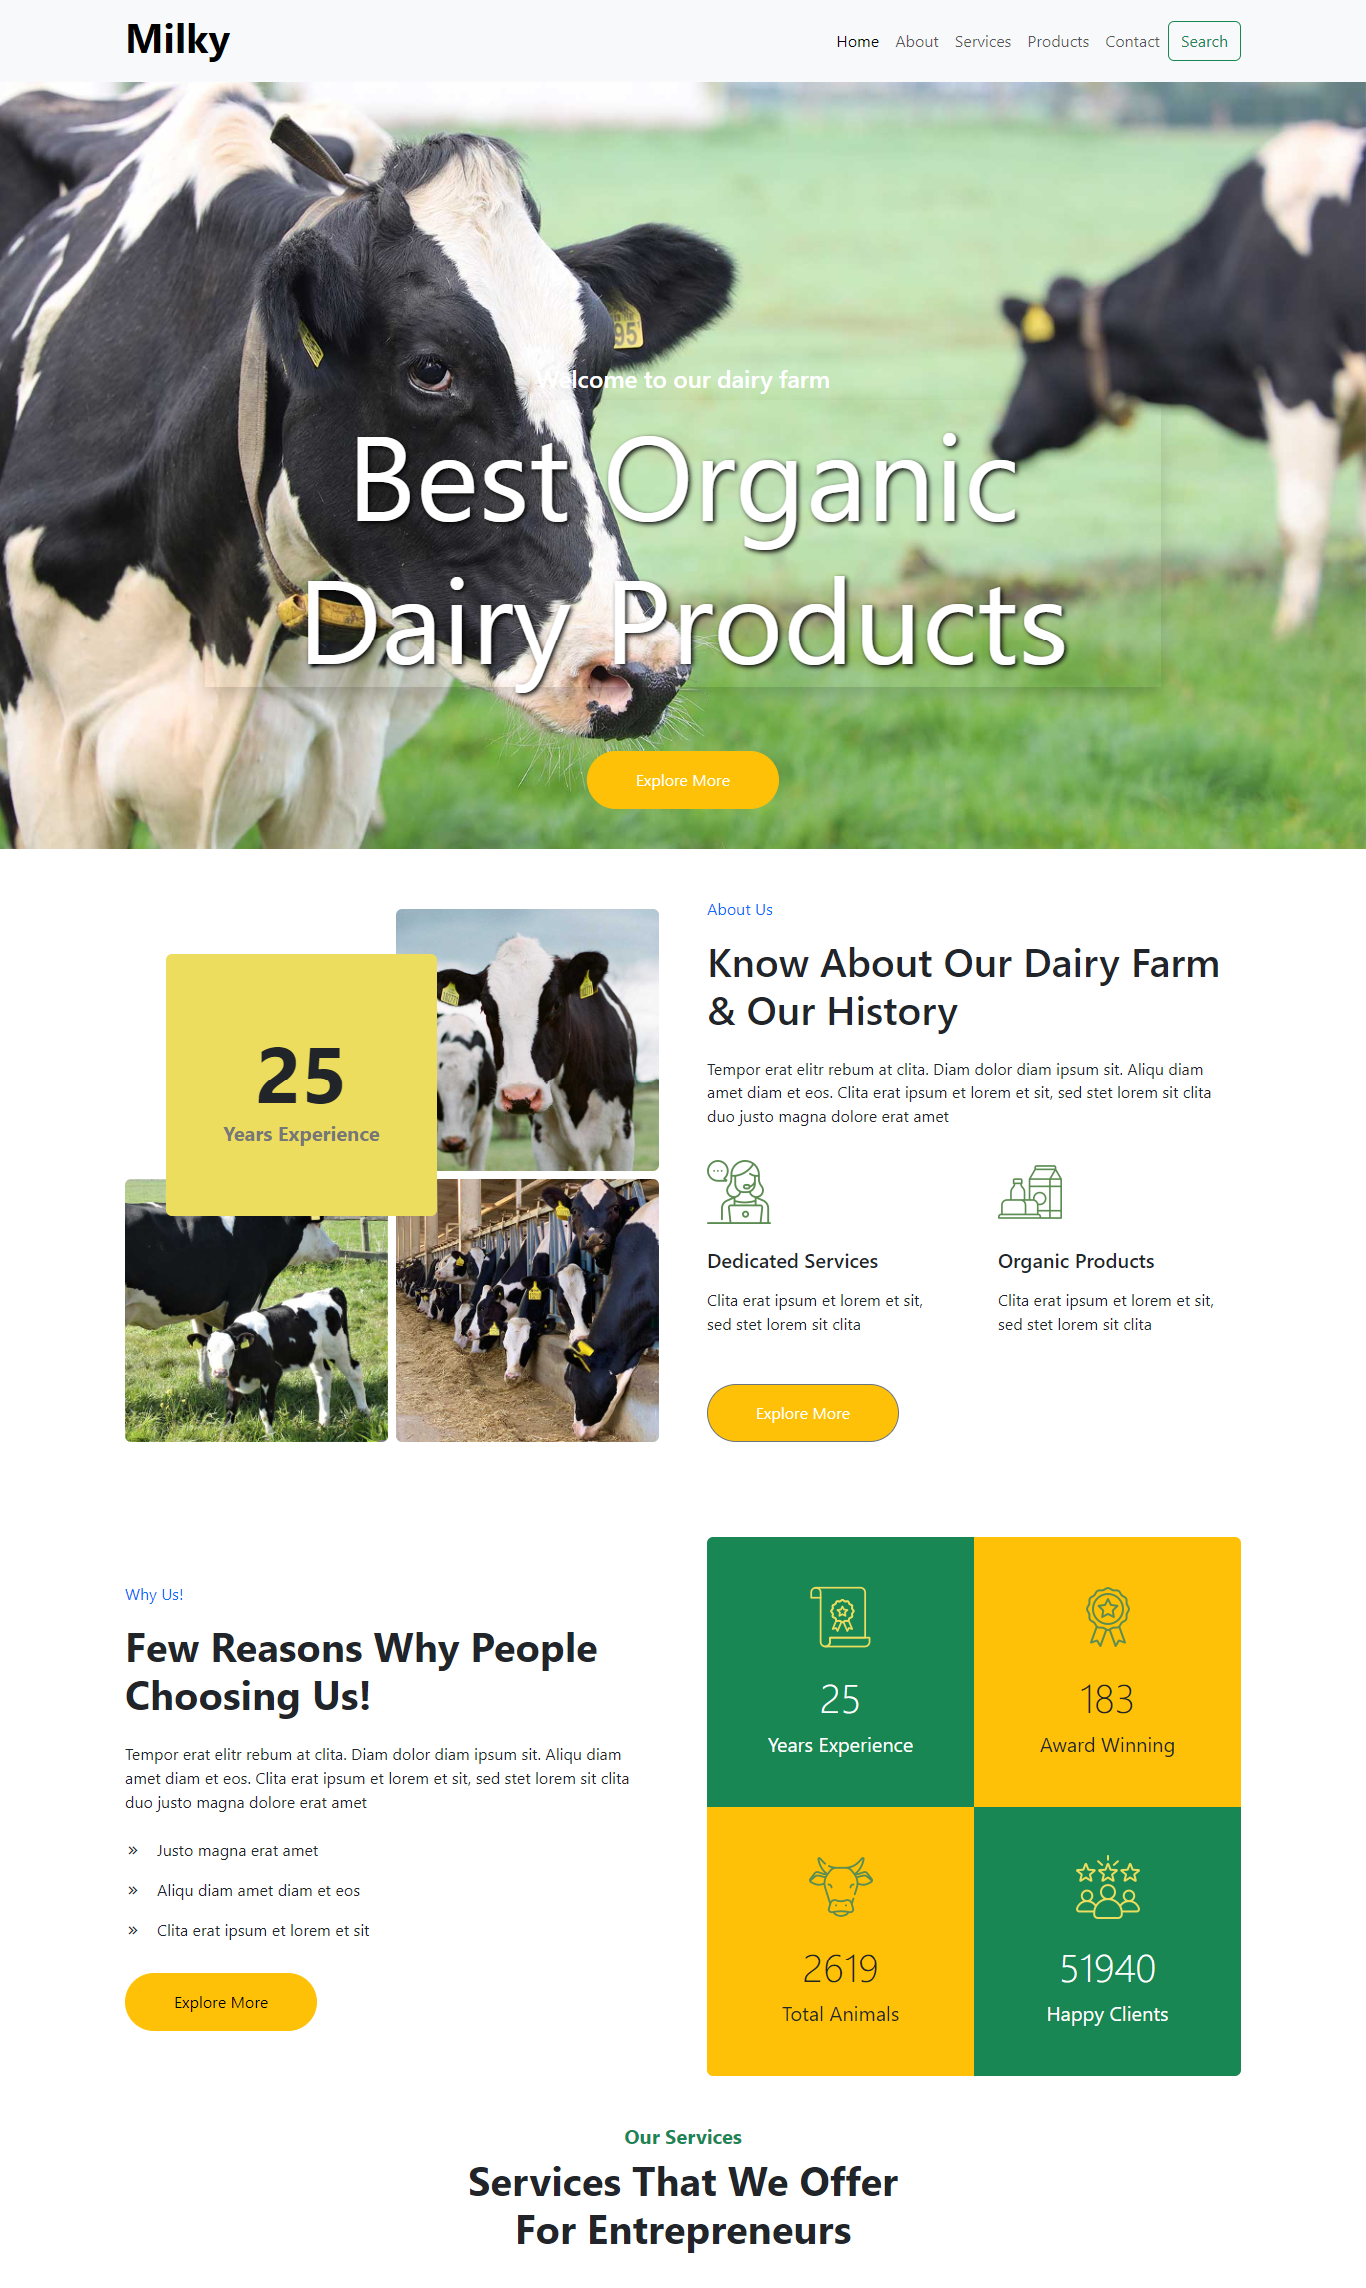 Milky
Home About Services Products Contact Search
95
Welcome to our dairy farm
Best Organic
Dairy Products
Explore More
25
Years Experience
About Us
Know About Our Dairy Farm
& Our History
Tempor erat elitr rebum at clita. Diam dolor diam ipsum sit. Aliqu diam
amet diam et eos. Clita erat ipsum et lorem et sit, sed stet lorem sit clita
duo justo magna dolore erat amet
Dedicated Services
Clita erat ipsum et lorem et sit,
sed stet lorem sit clita
Organic Products
Clita erat ipsum et lorem et sit,
sed stet lorem sit clita
Explore More
Why Us!
Few Reasons Why People
Choosing Us!
Tempor erat elitr rebum at clita. Diam dolor diam ipsum sit. Aliqu diam
amet diam et eos. Clita erat ipsum et lorem et sit, sed stet lorem sit clita
duo justo magna dolore erat amet
» Justo magna erat amet
» Aliqu diam amet diam et eos
» Clita erat ipsum et lorem et sit
Explore More
25
Years Experience
183
Award Winning
2619
Total Animals
51940
Happy Clients
Our Services
Services That We Offer
For Entrepreneurs